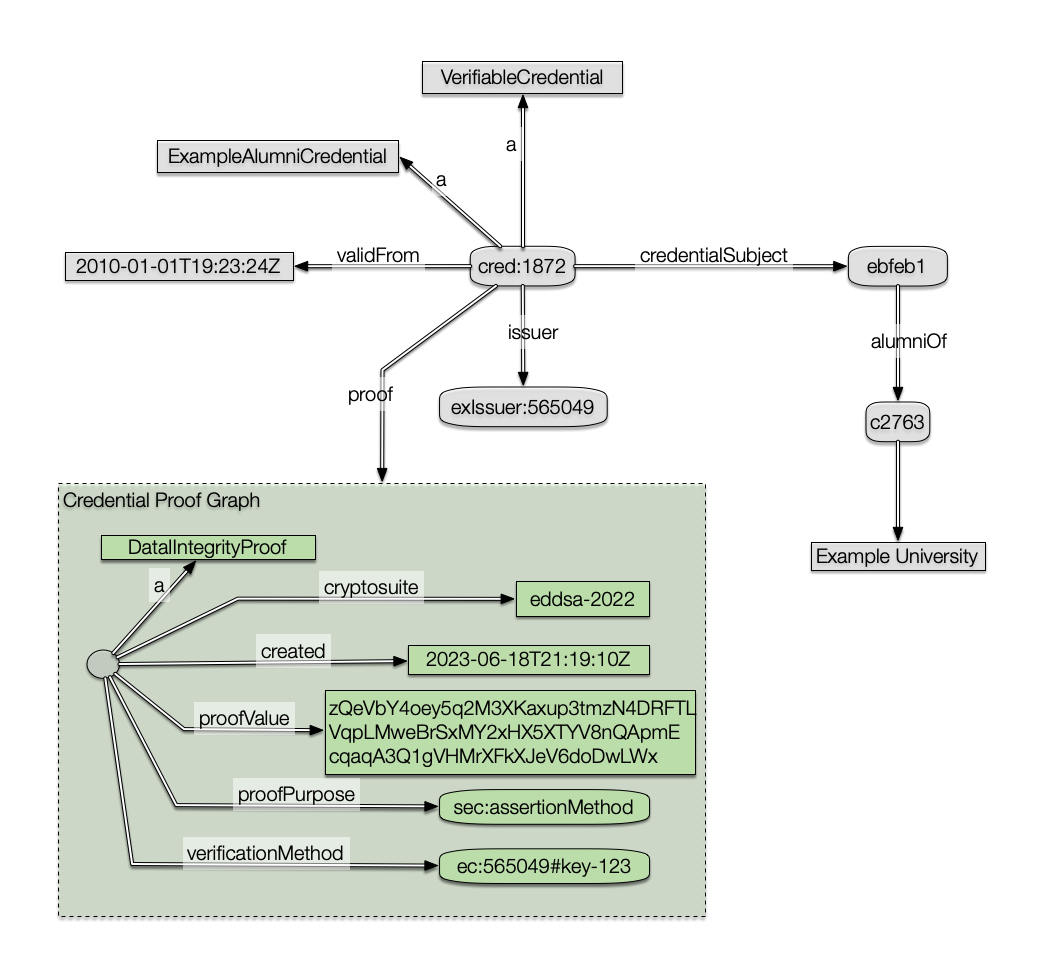 VerifiableCredential
a
ExampleAlumniCredential
a
2010-01-01T19:23:24Z
validFrom
cred:1872
credentialSubject
ebfeb1
issuer
alumniOf
proof
exIssuer:565049
c2763
Example University
Credential Proof Graph
DataIIntegrityProof
a
cryptosuite
eddsa-2022
created
2023-06-18T21:19:10Z
proofValue
zQeVbY4oey5q2M3XKaxup3tmzN4DRFTL
VqpLMweBrSxMY2xHX5XTYV8nQApmE
cqaqA3Q1gVHMrXFkXJeV6doDwLWx
proofPurpose
sec:assertionMethod
verificationMethod
ec:565049#key-123